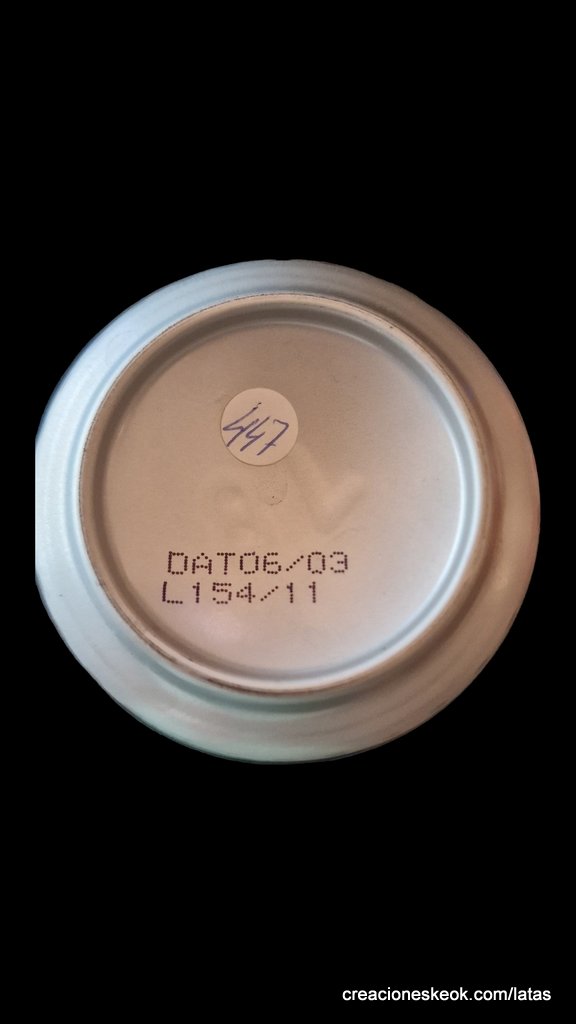 447
DAT06/03
L154/11
creacioneskeok.com/latas